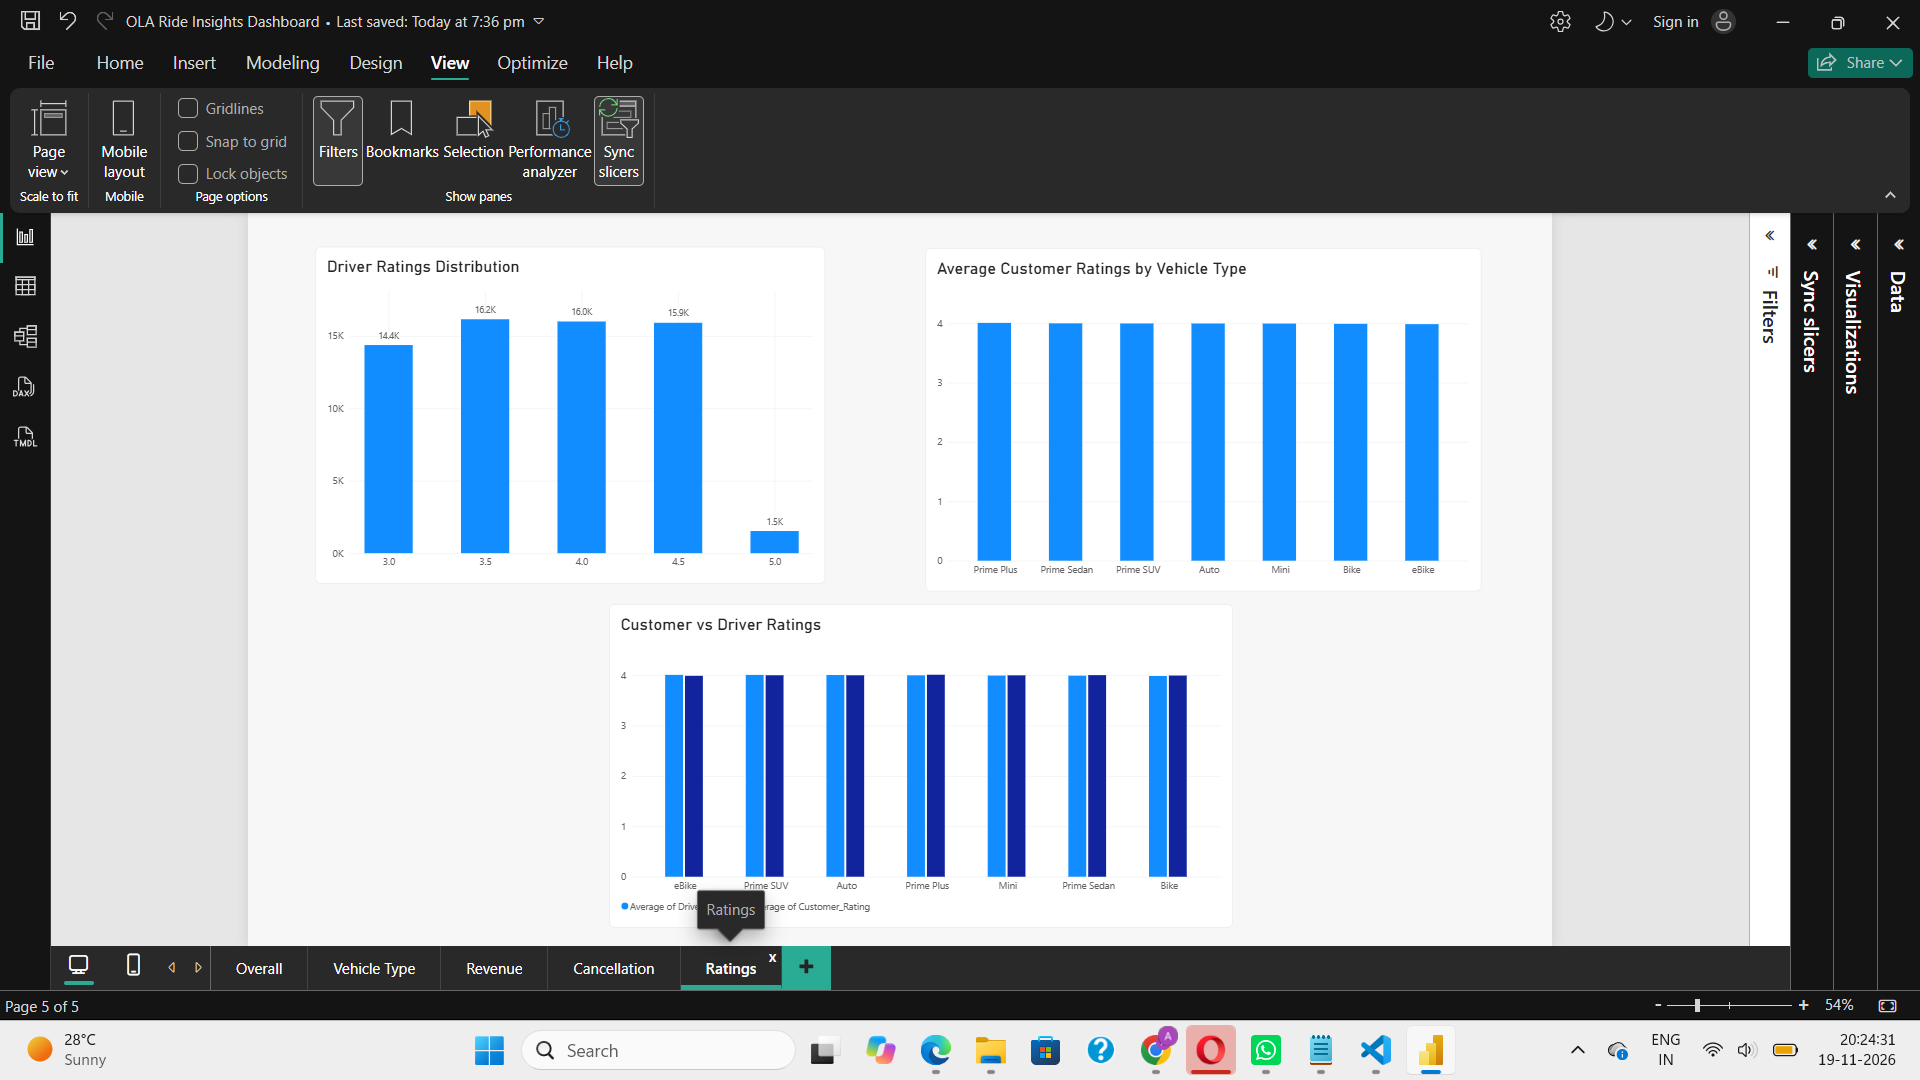 OLA Ride Insights Dashboard • Last saved: Today at 7:36 pm
Sign in
File Home Insert Modeling Design View Optimize Help
Share
Page view
Mobile layout
Gridlines
Snap to grid
Lock objects
Filters
Bookmarks
Selection
Performance analyzer
Sync slicers
Scale to fit
Mobile
Page options
Show panes
DAX
TMDL
Driver Ratings Distribution
15K
10K
5K
0K
14.4K
16.2K
16.0K
15.9K
1.5K
3.0 3.5 4.0 4.5 5.0
Average Customer Ratings by Vehicle Type
4
3
2
1
0
Prime Plus Prime Sedan Prime SUV Auto Mini Bike eBike
Customer vs Driver Ratings
4
3
2
1
0
eBike Prime SUV Auto Prime Plus Mini Prime Sedan Bike
Average of Drive
rage of Customer_Rating
Ratings
Filters
Sync slicers
Visualizations
Data
Overall Vehicle Type Revenue Cancellation Ratings x +
Page 5 of 5
- + 54%
28°C
Sunny
Search
A
ENG
IN
20:24:31
19-11-2026